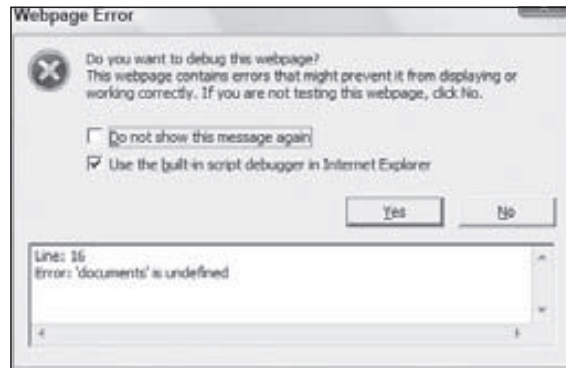 Webpage Error
Do you want to debug this webpage?
This webpage contains errors that might prevent it from displaying or
working correctly. If you are not testing this webpage, click No.
Do not show this message again
Use the built-in script debugger in Internet Explorer
Yes
No
Line: 16
Error: 'documents' is undefined